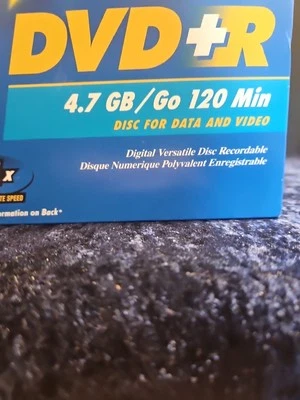 DVD+R
4.7 GB/Go 120 Min
DISC FOR DATA AND VIDEO
Digital Versatile Disc Recordable
Disque Numerique Polyvalent Enregistrable
x
SPEED
on Back*